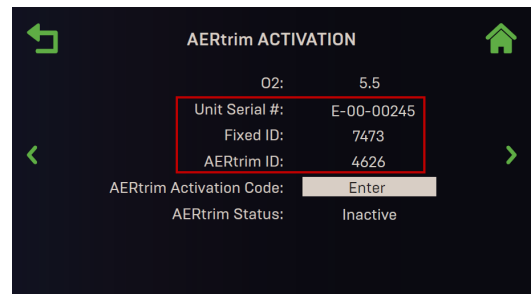 AERtrim ACTIVATION
O2: 5.5
Unit Serial #: E-00-00245
Fixed ID: 7473
AERtrim ID: 4626
AERtrim Activation Code: Enter
AERtrim Status: Inactive